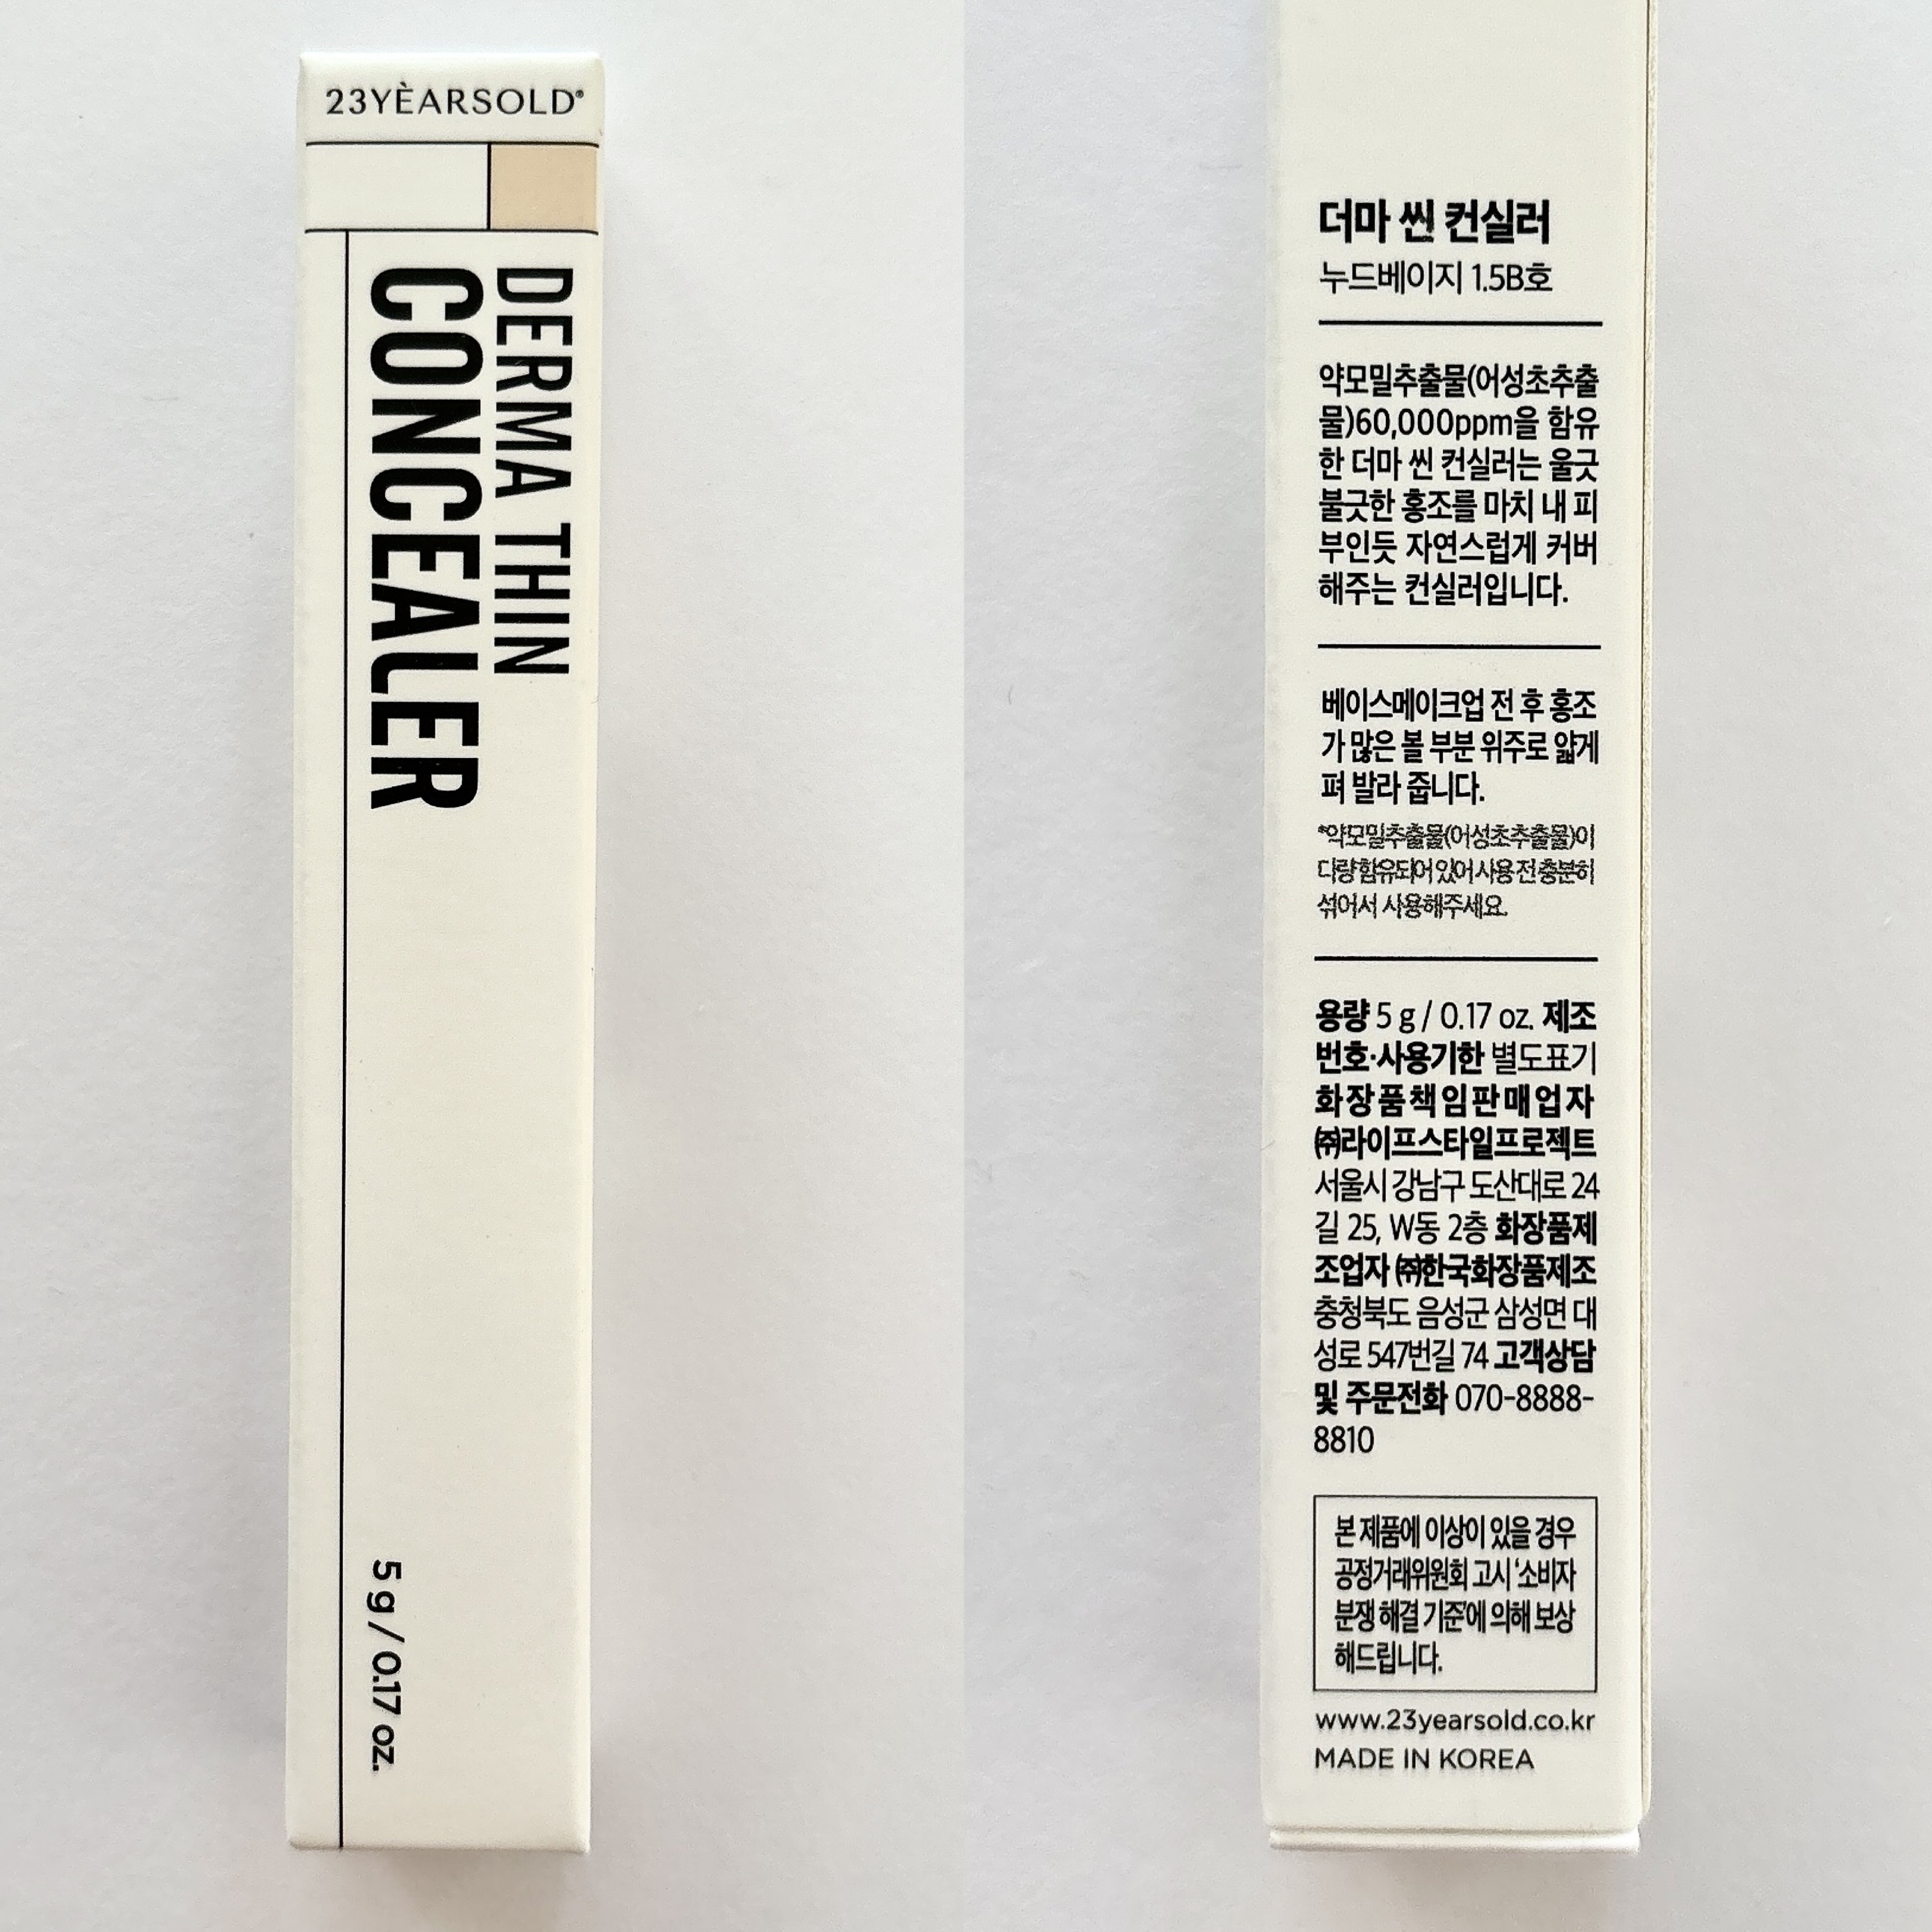 23YÈARSOLD®
DERMA THIN
CONCEALER
5 g / 0.17 oz.
더마 씬 컨실러
누드베이지 1.5B호
약모밀추출물(어성초추출
물)60,000ppm을 함유
한 더마 씬 컨실러는 울긋
불긋한 홍조를 마치 내 피
부인듯 자연스럽게 커버
해주는 컨실러입니다.
베이스메이크업 전 후 홍조
가 많은 볼 부분 위주로 얇게
펴 발라 줍니다.
*약모밀추출물(어성초추출물)이
다량 함유되어 있어 사용 전 충분히
섞어서 사용해주세요.
용량 5 g / 0.17 oz. 제조
번호·사용기한 별도표기
화장품책임판매업자
㈜라이프스타일프로젝트
서울시 강남구 도산대로 24
길 25, W동 2층 화장품제
조업자 ㈜한국화장품제조
충청북도 음성군 삼성면 대
성로 547번길 74 고객상담
및 주문전화 070-8888-
8810
본 제품에 이상이 있을 경우
공정거래위원회 고시 ‘소비자
분쟁 해결 기준’에 의해 보상
해드립니다.
www.23yearsold.co.kr
MADE IN KOREA